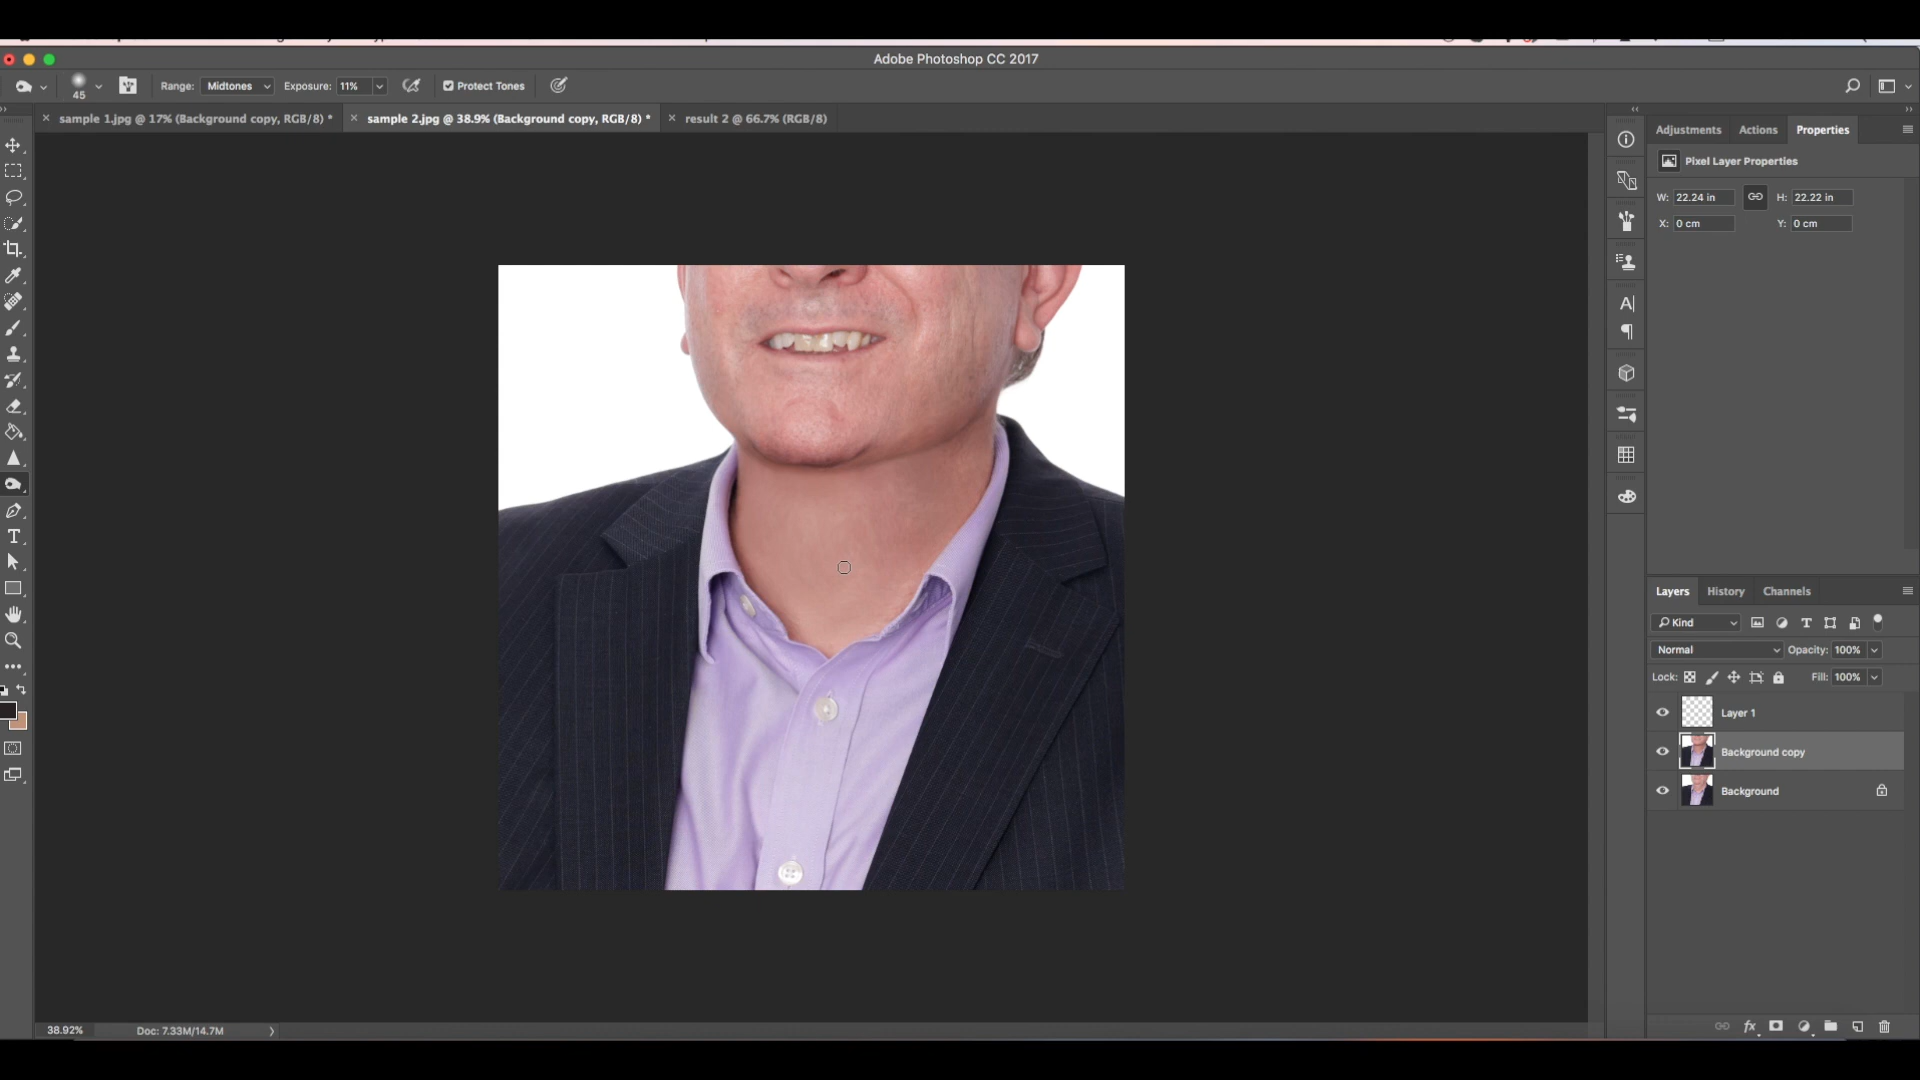 Adobe Photoshop CC 2017
45 Range: Midtones Exposure: 11% Protect Tones
sample 1.jpg @ 17% (Background copy, RGB/8) * sample 2.jpg @ 38.9% (Background copy, RGB/8) * result 2 @ 66.7% (RGB/8)
Adjustments Actions Properties
Pixel Layer Properties
W: 22.24 in H: 22.22 in
X: 0 cm Y: 0 cm
Layers History Channels
Kind
Normal Opacity: 100%
Lock: Fill: 100%
Layer 1
Background copy
Background
38.92% Doc: 7.33M/14.7M